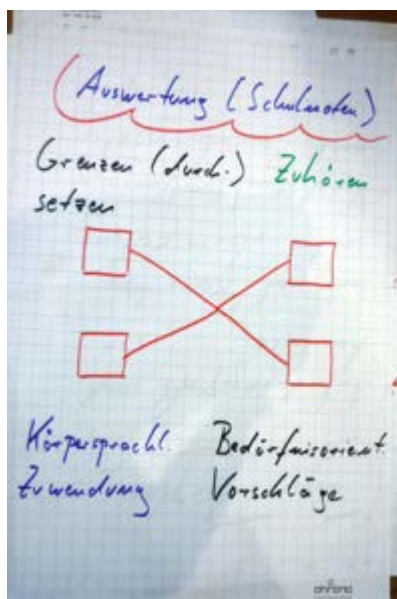 Auswertung (Schulnoten)
Grenzen (durch.) Zuhören
setzen
Körpersprachl. Bedürfnisorient.
Zuwendung Vorschläge